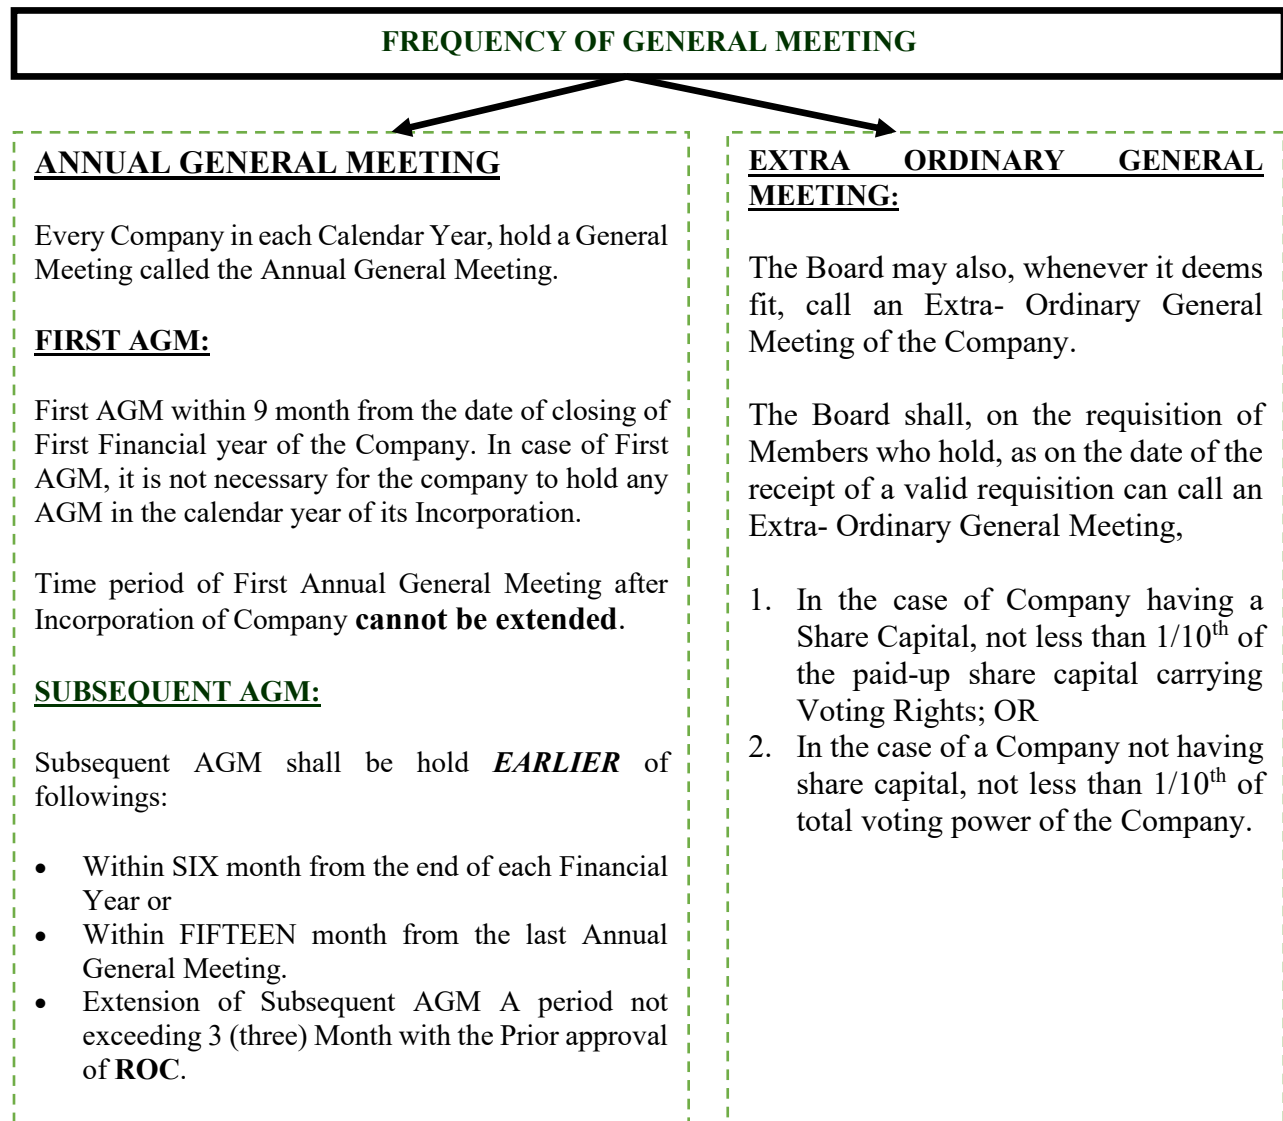 FREQUENCY OF GENERAL MEETING
ANNUAL GENERAL MEETING
Every Company in each Calendar Year, hold a General
Meeting called the Annual General Meeting.
FIRST AGM:
First AGM within 9 month from the date of closing of
First Financial year of the Company. In case of First
AGM, it is not necessary for the company to hold any
AGM in the calendar year of its Incorporation.
Time period of First Annual General Meeting after
Incorporation of Company cannot be extended.
SUBSEQUENT AGM:
Subsequent AGM shall be hold EARLIER of
followings:
• Within SIX month from the end of each Financial
Year or
• Within FIFTEEN month from the last Annual
General Meeting.
• Extension of Subsequent AGM A period not
exceeding 3 (three) Month with the Prior approval
of ROC.
EXTRA ORDINARY GENERAL
MEETING:
The Board may also, whenever it deems
fit, call an Extra- Ordinary General
Meeting of the Company.
The Board shall, on the requisition of
Members who hold, as on the date of the
receipt of a valid requisition can call an
Extra- Ordinary General Meeting,
1. In the case of Company having a
Share Capital, not less than 1/10th of
the paid-up share capital carrying
Voting Rights; OR
2. In the case of a Company not having
share capital, not less than 1/10th of
total voting power of the Company.